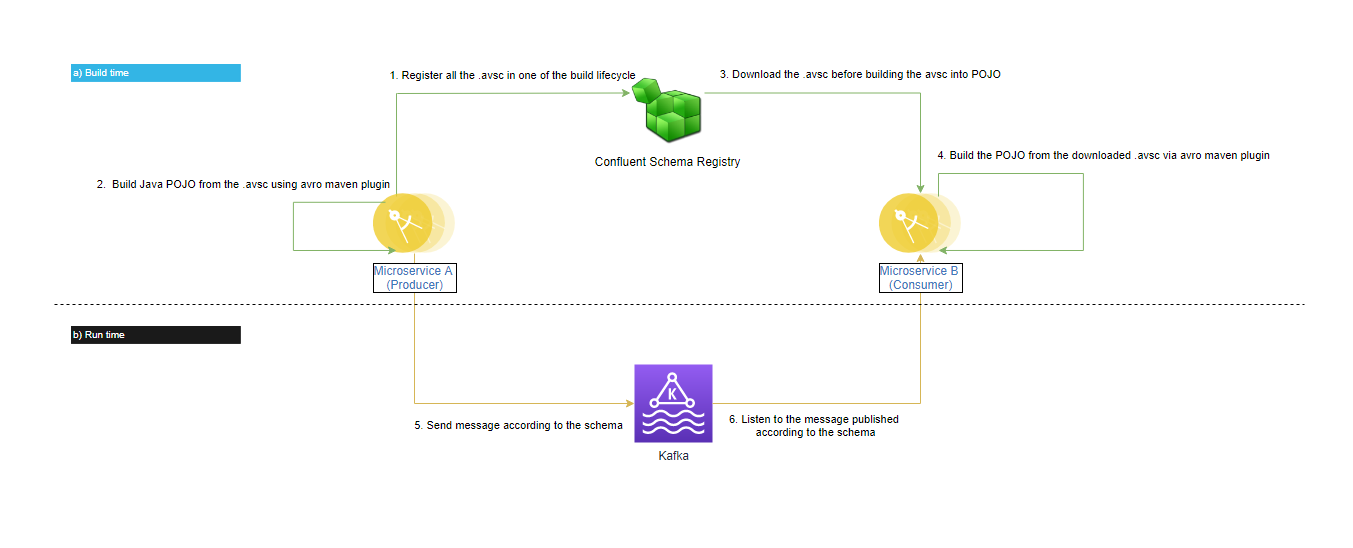 a) Build time
1. Register all the .avsc in one of the build lifecycle
3. Download the .avsc before building the avsc into POJO
Confluent Schema Registry
4. Build the POJO from the downloaded .avsc via avro maven plugin
2. Build Java POJO from the .avsc using avro maven plugin
Microservice A
(Producer)
Microservice B
(Consumer)
b) Run time
K
5. Send message according to the schema
6. Listen to the message published
according to the schema
Kafka